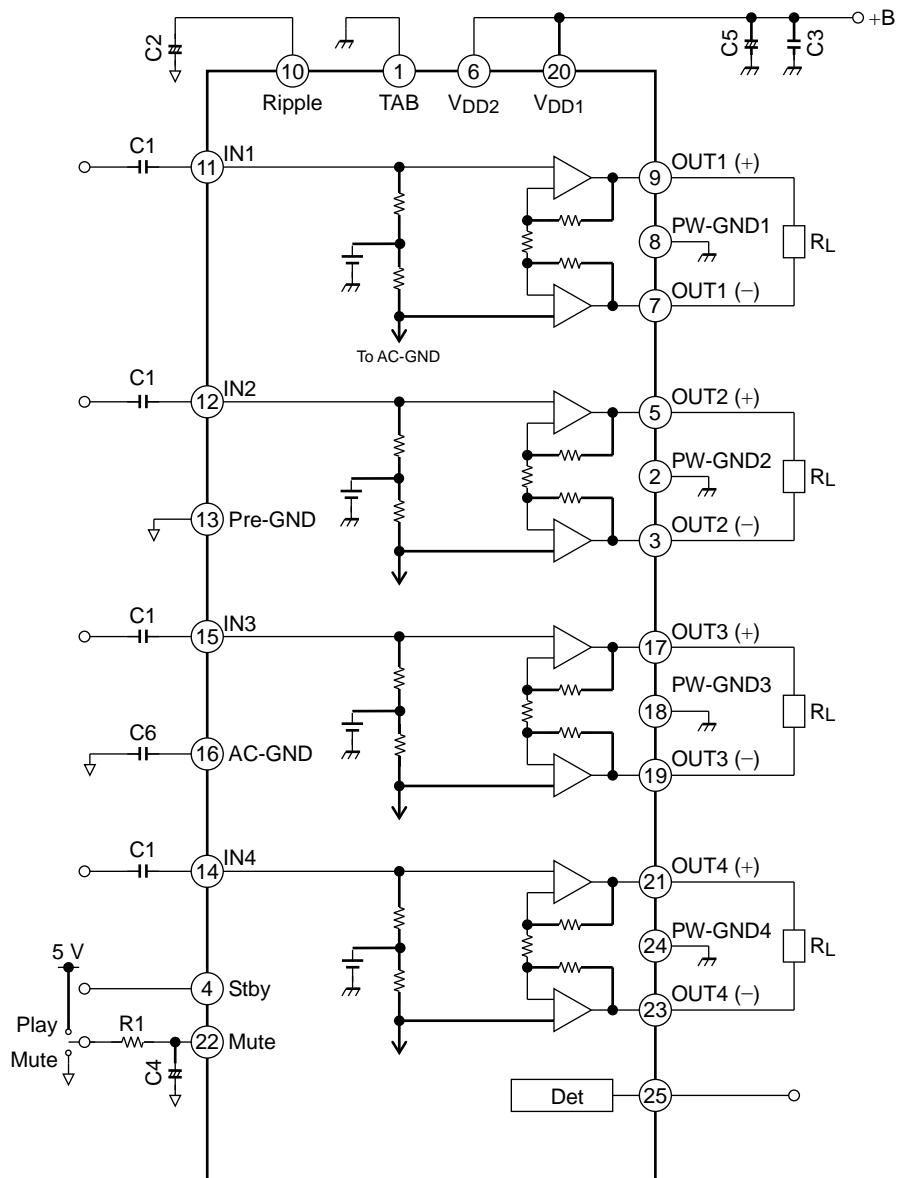 C2
C5
C3
+B
10
1
6
20
Ripple
TAB
VDD2
VDD1
C1
11
IN1
9
OUT1 (+)
8
PW-GND1
RL
7
OUT1 (−)
To AC-GND
C1
12
IN2
5
OUT2 (+)
2
PW-GND2
RL
13
Pre-GND
3
OUT2 (−)
C1
15
IN3
17
OUT3 (+)
18
PW-GND3
RL
C6
16
AC-GND
19
OUT3 (−)
C1
14
IN4
21
OUT4 (+)
24
PW-GND4
RL
5 V
4
Stby
23
OUT4 (−)
Play
R1
22
Mute
Mute
C4
Det
25